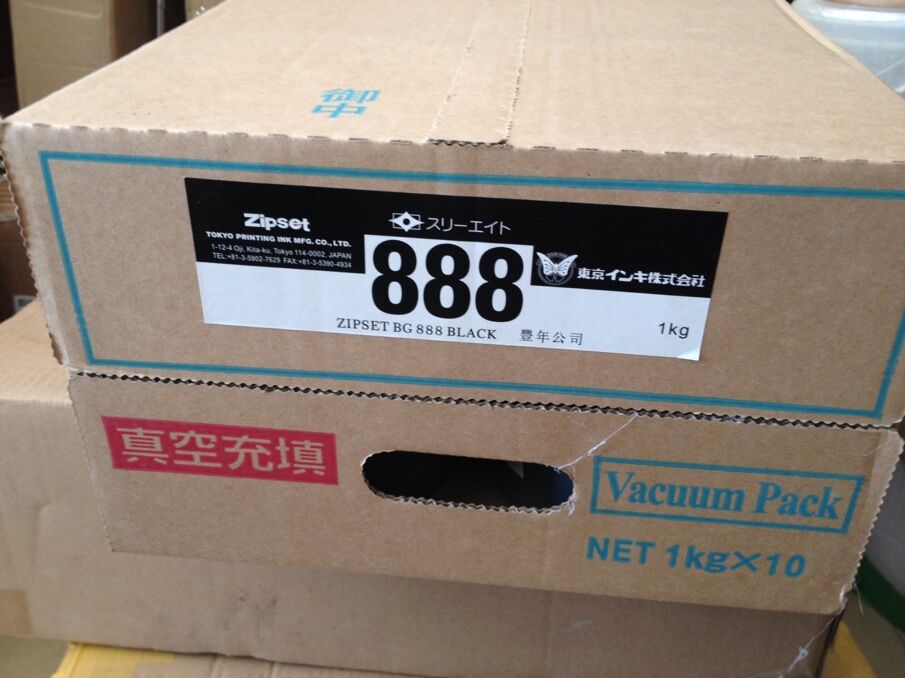 御中
Zipset
TOKYO PRINTING INK MFG. CO., LTD.
1-12-4 Oji, Kita-ku, Tokyo 114-0002, JAPAN
TEL:+81-3-5902-7629 FAX:+81-3-5390-4934
スリーエイト
888
東京インキ株式会社
ZIPSET BG 888 BLACK 豐年公司
1kg
真空充填
Vacuum Pack
NET 1kg×10